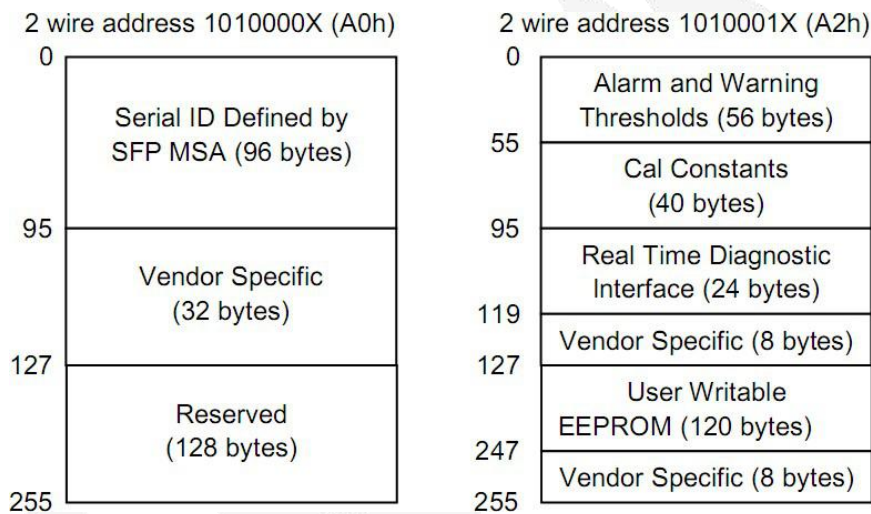 2 wire address 1010000X (A0h)
0
Serial ID Defined by
SFP MSA (96 bytes)
95
Vendor Specific
(32 bytes)
127
Reserved
(128 bytes)
255
2 wire address 1010001X (A2h)
0
Alarm and Warning
Thresholds (56 bytes)
55
Cal Constants
(40 bytes)
95
Real Time Diagnostic
Interface (24 bytes)
119
Vendor Specific (8 bytes)
127
User Writable
EEPROM (120 bytes)
247
Vendor Specific (8 bytes)
255